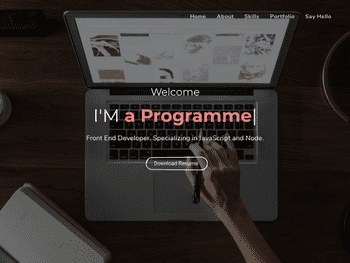 Home About Skills Portfolio Say Hello
Welcome
I'M a Programme|
Front End Developer. Specializing in JavaScript and Node.
Download Resume